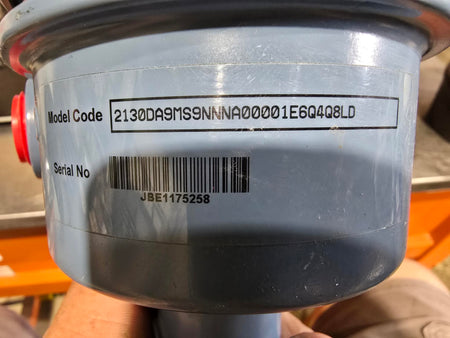 Model Code 2130DA9MS9NNNA00001E6Q4Q8LD
Serial No
JBE1175258